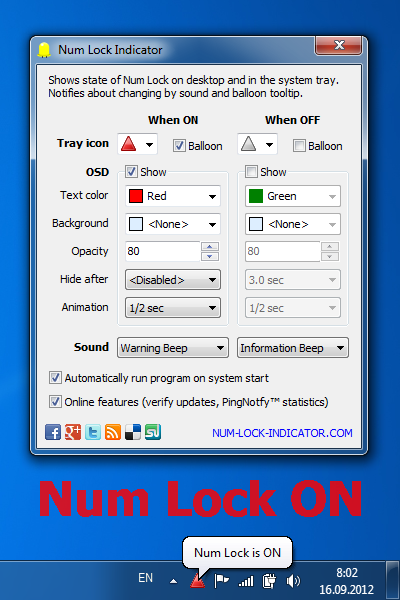 Num Lock Indicator
Shows state of Num Lock on desktop and in the system tray.
Notifies about changing by sound and balloon tooltip.
When ON When OFF
Tray icon Balloon Balloon
OSD Show Show
Text color Red Green
Background <None> <None>
Opacity 80 80
Hide after <Disabled> 3.0 sec
Animation 1/2 sec 1/2 sec
Sound Warning Beep Information Beep
Automatically run program on system start
Online features (verify updates, PingNotfy™ statistics)
NUM-LOCK-INDICATOR.COM
Num Lock ON
Num Lock is ON
EN 8:02
16.09.2012